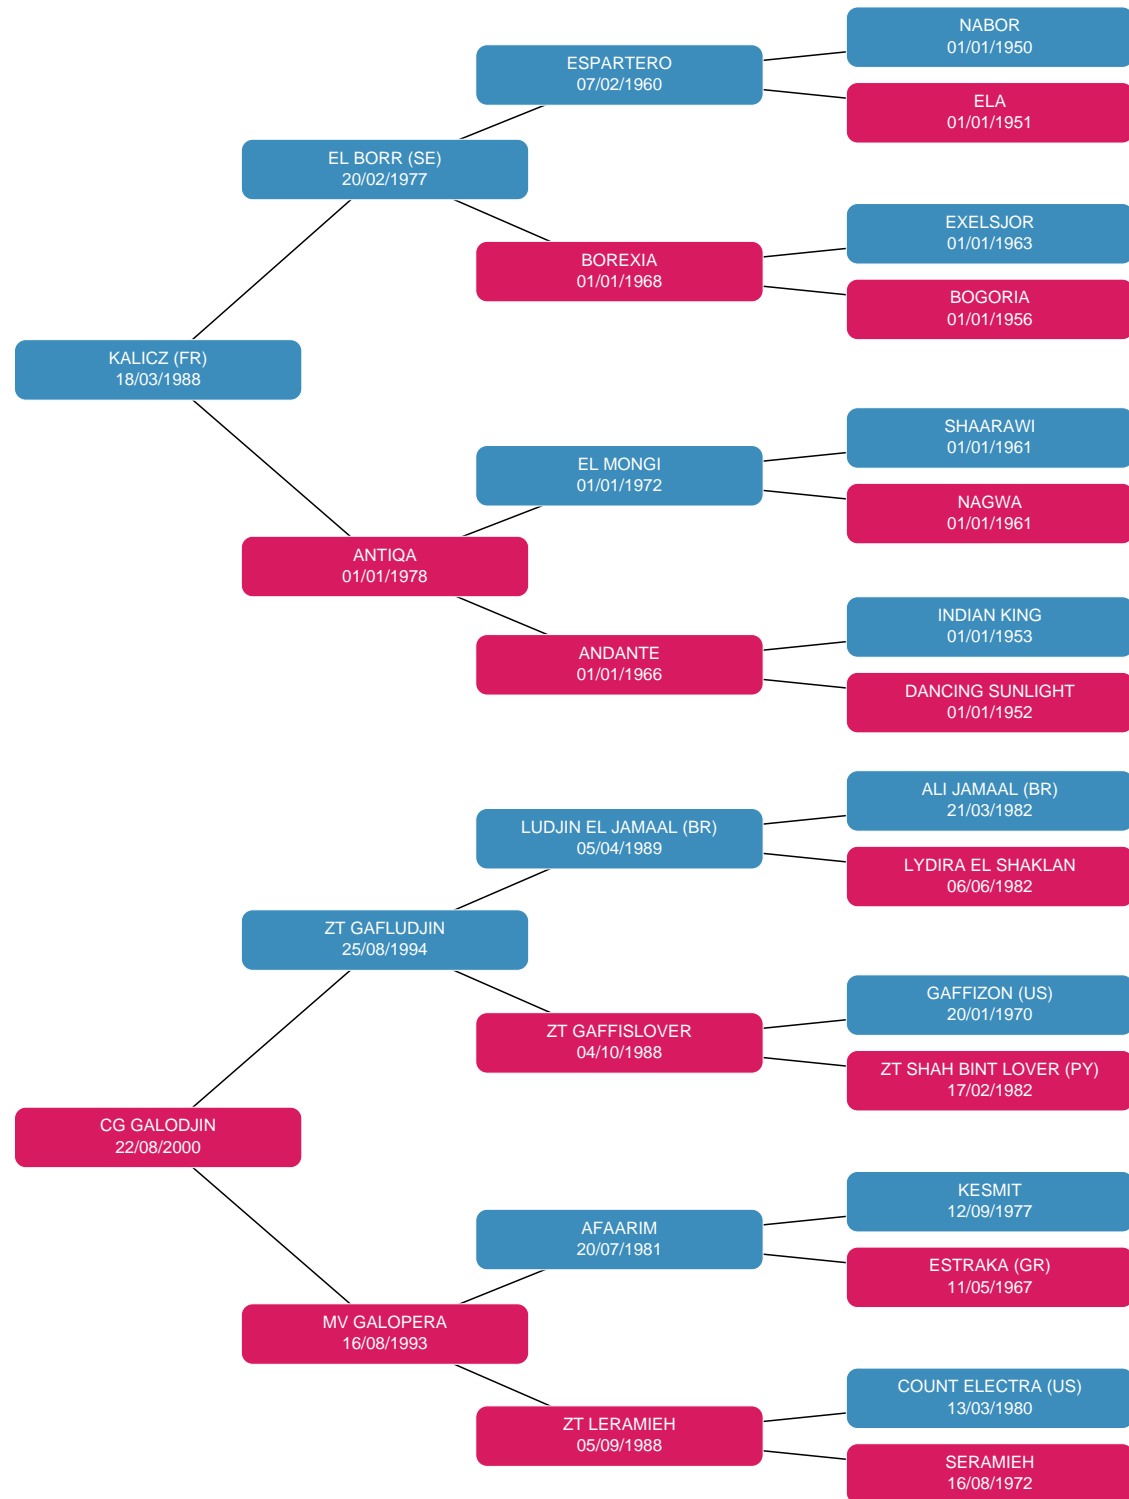 NABOR
01/01/1950
ESPARTERO
07/02/1960
ELA
01/01/1951
EL BORR (SE)
20/02/1977
EXELSJOR
01/01/1963
BOREXIA
01/01/1968
BOGORIA
01/01/1956
KALICZ (FR)
18/03/1988
SHAARAWI
01/01/1961
EL MONGI
01/01/1972
NAGWA
01/01/1961
ANTIQA
01/01/1978
INDIAN KING
01/01/1953
ANDANTE
01/01/1966
DANCING SUNLIGHT
01/01/1952
ALI JAMAAL (BR)
21/03/1982
LUDJIN EL JAMAAL (BR)
05/04/1989
LYDIRA EL SHAKLAN
06/06/1982
ZT GAFLUDJIN
25/08/1994
GAFFIZON (US)
20/01/1970
ZT GAFFISLOVER
04/10/1988
ZT SHAH BINT LOVER (PY)
17/02/1982
CG GALODJIN
22/08/2000
KESMIT
12/09/1977
AFAARIM
20/07/1981
ESTRAKA (GR)
11/05/1967
MV GALOPERA
16/08/1993
COUNT ELECTRA (US)
13/03/1980
ZT LERAMIEH
05/09/1988
SERAMIEH
16/08/1972